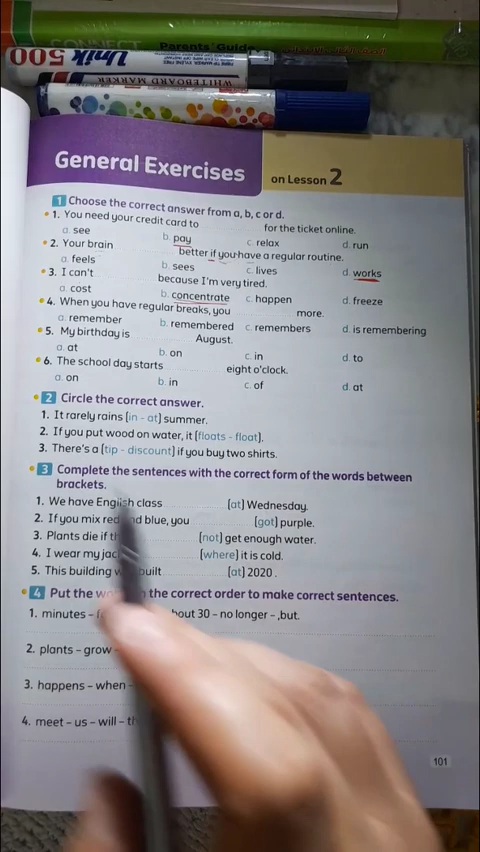 CONNECT Parents' Guide
Unik 500
WHITEBOARD MARKER
General Exercises
on Lesson 2
1 Choose the correct answer from a, b, c or d.
1. You need your credit card to for the ticket online.
a. see b. pay c. relax d. run
2. Your brain better if you have a regular routine.
a. feels b. sees c. lives d. works
3. I can't because I'm very tired.
a. cost b. concentrate c. happen d. freeze
4. When you have regular breaks, you more.
a. remember b. remembered c. remembers d. is remembering
5. My birthday is August.
a. at b. on c. in d. to
6. The school day starts eight o'clock.
a. on b. in c. of d. at
2 Circle the correct answer.
1. It rarely rains [in - at] summer.
2. If you put wood on water, it [floats - float].
3. There's a [tip - discount] if you buy two shirts.
3 Complete the sentences with the correct form of the words between
brackets.
1. We have English class [at] Wednesday.
2. If you mix red and blue, you [got] purple.
3. Plants die if [not] get enough water.
4. I wear my [where] it is cold.
5. This building built [at] 2020.
4 Put the in the correct order to make correct sentences.
1. minutes – 30 – no longer – ,but.
2. plants – grow
3. happens – when –
4. meet – us – will –
101